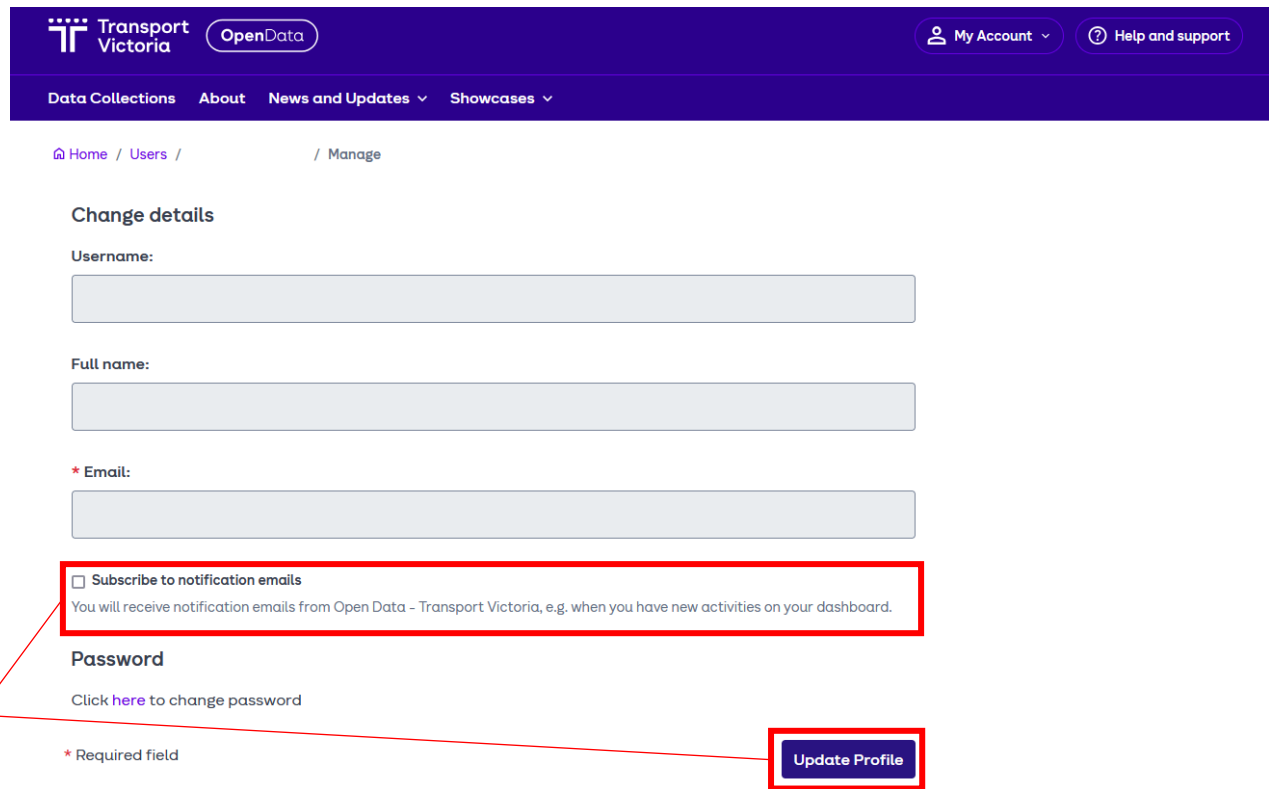 Transport
Victoria
OpenData
My Account
Help and support
Data Collections About News and Updates Showcases
Home / Users / / Manage
Change details
Username:
Full name:
* Email:
Subscribe to notification emails
You will receive notification emails from Open Data - Transport Victoria, e.g. when you have new activities on your dashboard.
Password
Click here to change password
* Required field
Update Profile